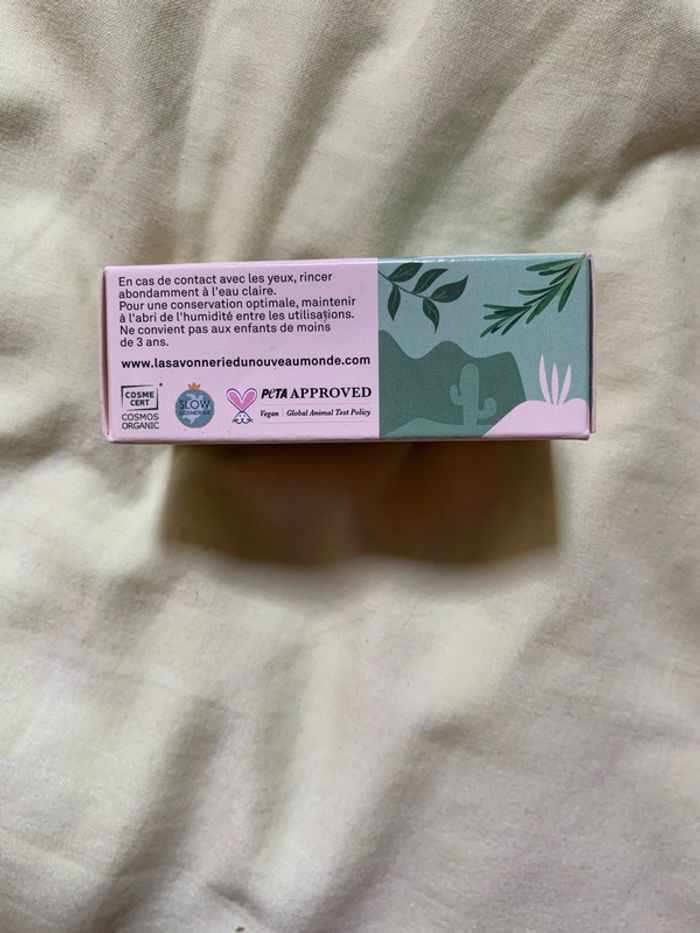 En cas de contact avec les yeux, rincer
abondamment à l'eau claire.
Pour une conservation optimale, maintenir
à l'abri de l'humidité entre les utilisations.
Ne convient pas aux enfants de moins
de 3 ans.
www.lasavonneriedunouveaumonde.com
COSME
CERT
COSMOS
ORGANIC
SLOW
COSMÉTIQUE
PETA APPROVED
Vegan | Global Animal Test Policy